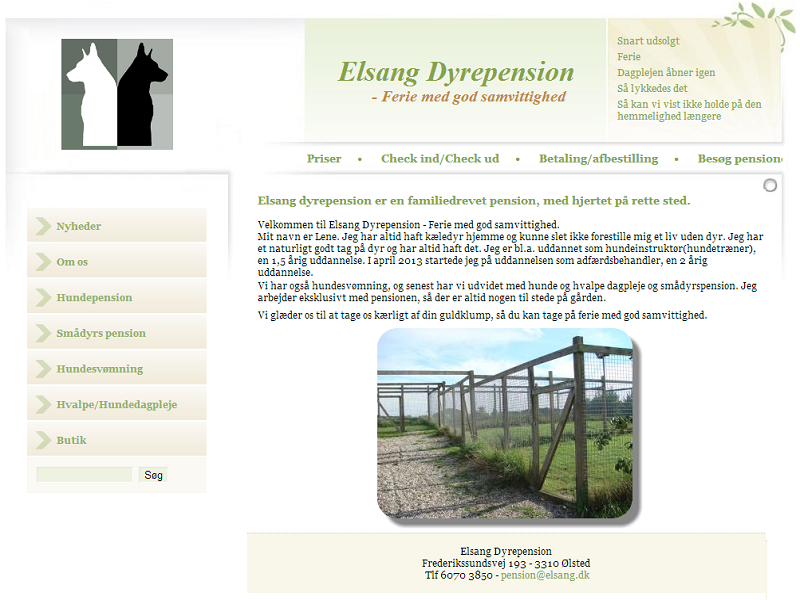 Elsang Dyrepension
- Ferie med god samvittighed
Snart udsolgt
Ferie
Dagplejen åbner igen
Så lykkedes det
Så kan vi vist ikke holde på den
hemmelighed længere
Priser • Check ind/Check ud • Betaling/afbestilling • Besøg pension
Nyheder
Om os
Hundepension
Smådyrs pension
Hundesvømning
Hvalpe/Hundedagpleje
Butik
Søg
Elsang dyrepension er en familiedrevet pension, med hjertet på rette sted.
Velkommen til Elsang Dyrepension - Ferie med god samvittighed.
Mit navn er Lene. Jeg har altid haft kæledyr hjemme og kunne slet ikke forestille mig et liv uden dyr. Jeg har
et naturligt godt tag på dyr og har altid haft det. Jeg er bl.a. uddannet som hundeinstruktor(hundetræner),
en 1,5 årig uddannelse. I april 2013 startede jeg på uddannelsen som adfærdsbehandler, en 2 årig
uddannelse.
Vi har også hundesvømning, og senest har vi udvidet med hunde og hvalpe dagpleje og smådyrspension. Jeg
arbejder eksklusivt med pensionen, så der er altid nogen til stede på gården.
Vi glæder os til at tage os kærligt af din guldklump, så du kan tage på ferie med god samvittighed.
Elsang Dyrepension
Frederikssundsvej 193 - 3310 Ølsted
Tlf 6070 3850 - pension@elsang.dk